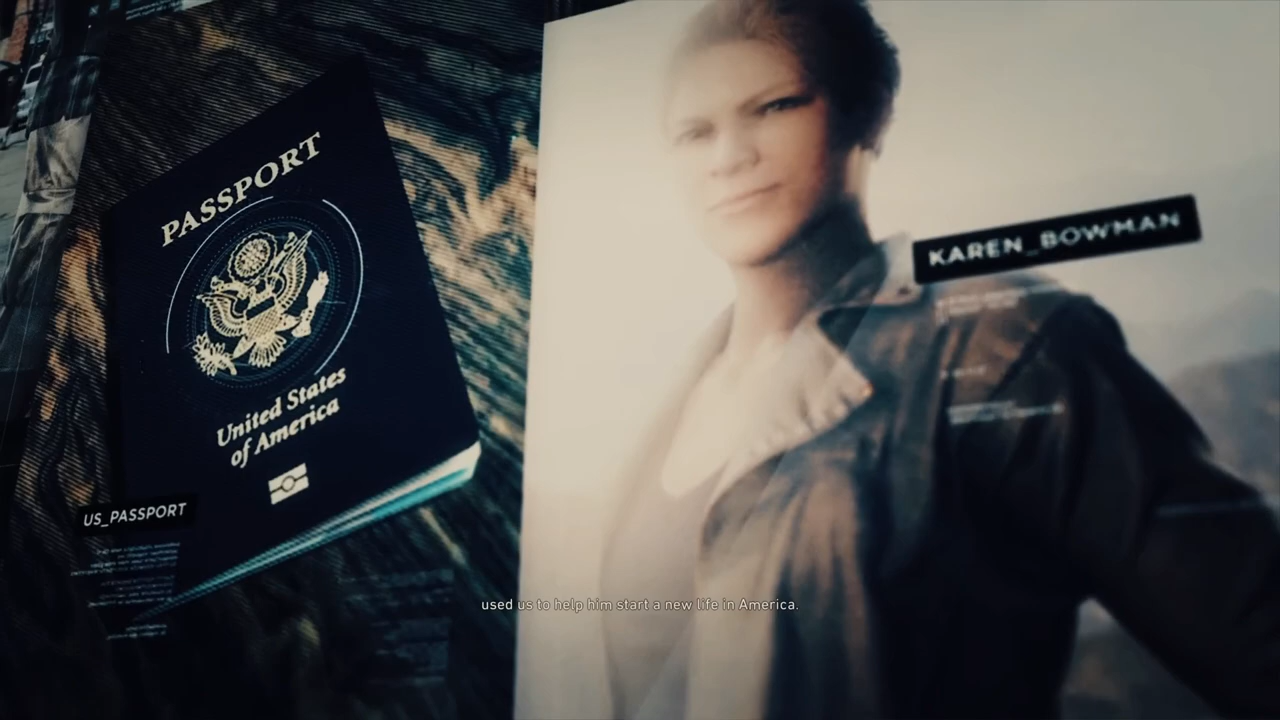 PASSPORT
United States
of America
US_PASSPORT
KAREN_BOWMAN
used us to help him start a new life in America.